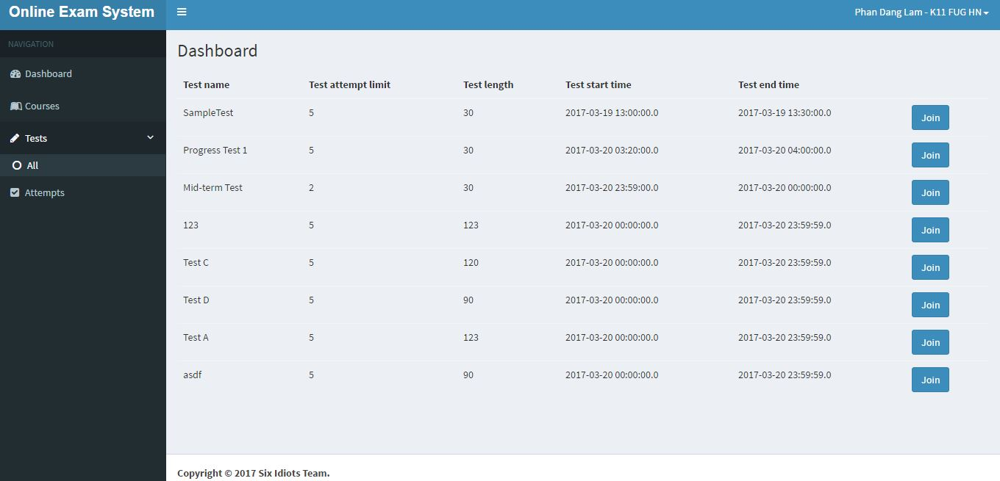 Online Exam System
Phan Dang Lam - K11 FUG HN
NAVIGATION
Dashboard
Courses
Tests
All
Attempts
Dashboard
Test name Test attempt limit Test length Test start time Test end time
SampleTest 5 30 2017-03-19 13:00:00.0 2017-03-19 13:30:00.0 Join
Progress Test 1 5 30 2017-03-20 03:20:00.0 2017-03-20 04:00:00.0 Join
Mid-term Test 2 30 2017-03-20 23:59:00.0 2017-03-20 00:00:00.0 Join
123 5 123 2017-03-20 00:00:00.0 2017-03-20 23:59:59.0 Join
Test C 5 120 2017-03-20 00:00:00.0 2017-03-20 23:59:59.0 Join
Test D 5 90 2017-03-20 00:00:00.0 2017-03-20 23:59:59.0 Join
Test A 5 123 2017-03-20 00:00:00.0 2017-03-20 23:59:59.0 Join
asdf 5 90 2017-03-20 00:00:00.0 2017-03-20 23:59:59.0 Join
Copyright © 2017 Six Idiots Team.